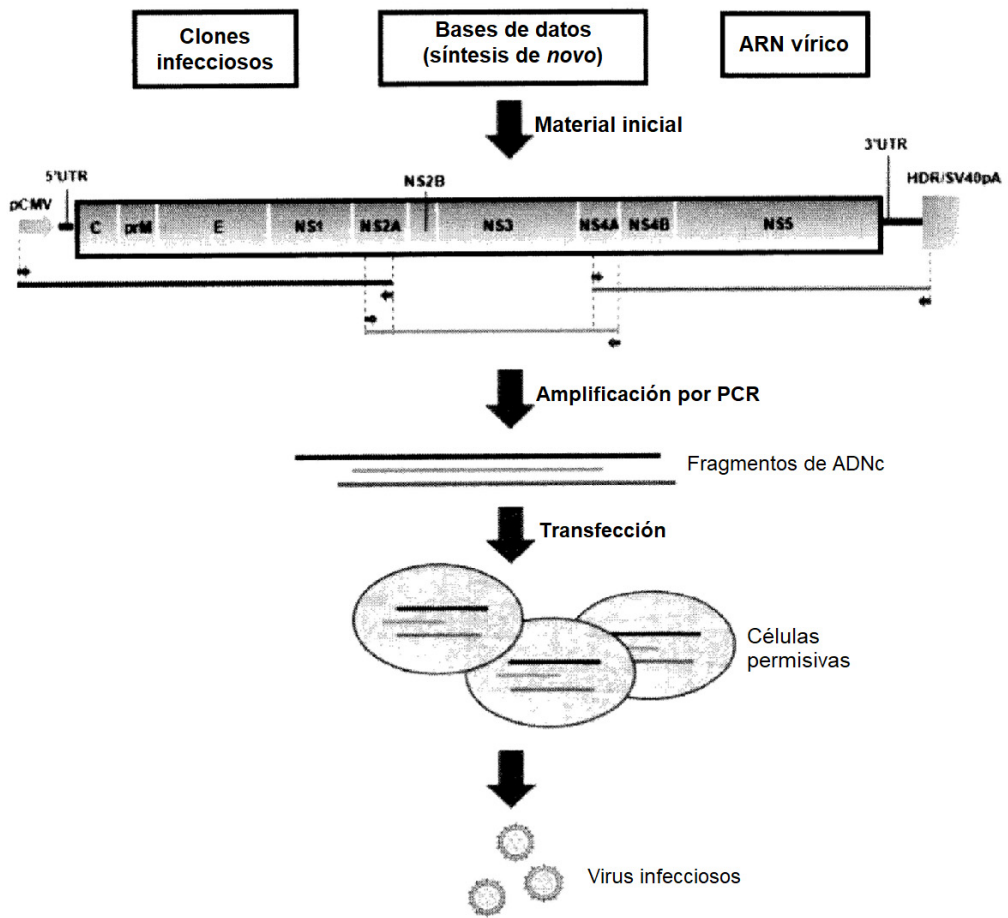 Clones
infecciosos
Bases de datos
(síntesis de novo)
ARN vírico
Material inicial
pCMV
5'UTR
NS2B
3'UTR
HDR/SV40pA
C prM E NS1 NS2A NS3 NS4A NS4B NS5
Amplificación por PCR
Fragmentos de ADNc
Transfección
Células
permisivas
Virus infecciosos